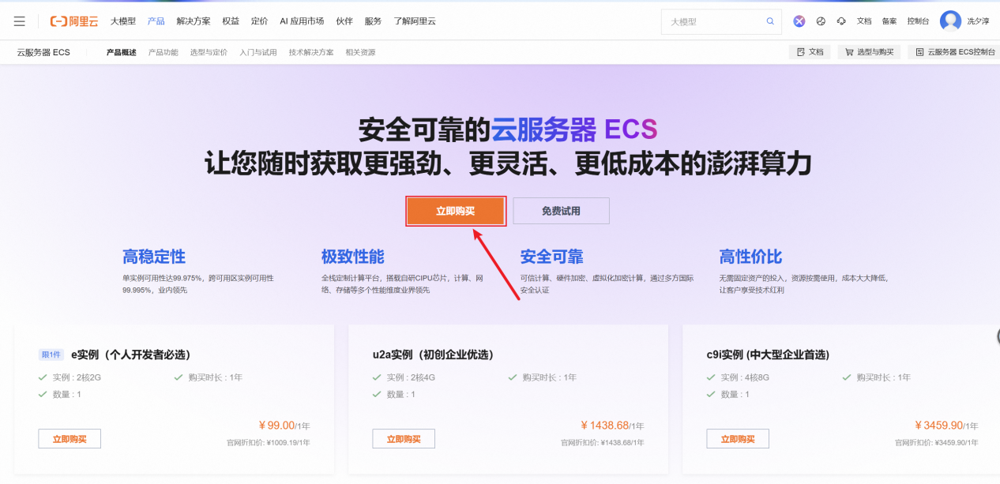 阿里云 大模型 产品 解决方案 权益 定价 AI 应用市场 伙伴 服务 了解阿里云 大模型 文档 备案 控制台 冼夕淳
云服务器 ECS 产品概述 产品功能 选型与定价 入门与试用 技术解决方案 相关资源 文档 选型与购买 云服务器 ECS控制台
安全可靠的云服务器 ECS
让您随时获取更强劲、更灵活、更低成本的澎湃算力
立即购买 免费试用
高稳定性 极致性能 安全可靠 高性价比
单实例可用性达99.975%，跨可用区实例可用性 全栈定制计算平台，搭载自研CIPU芯片，计算、网 可信计算、硬件加密、虚拟化加密计算，通过多方国际 无需固定资产的投入，资源按需使用，成本大大降低，
99.995%，业内领先 络、存储等多个性能维度业界领先 安全认证 让客户享受技术红利
限1件 e实例（个人开发者必选） u2a实例（初创企业优选） c9i实例 (中大型企业首选)
实例 : 2核2G 购买时长 : 1年 实例 : 2核4G 购买时长 : 1年 实例 : 4核8G 购买时长 : 1年
数量 : 1 数量 : 1 数量 : 1
￥99.00/1年 ￥1438.68/1年 ￥3459.90/1年
立即购买 官网折扣价: ¥1009.19/1年 立即购买 官网折扣价: ¥1438.68/1年 立即购买 官网折扣价: ¥3459.90/1年